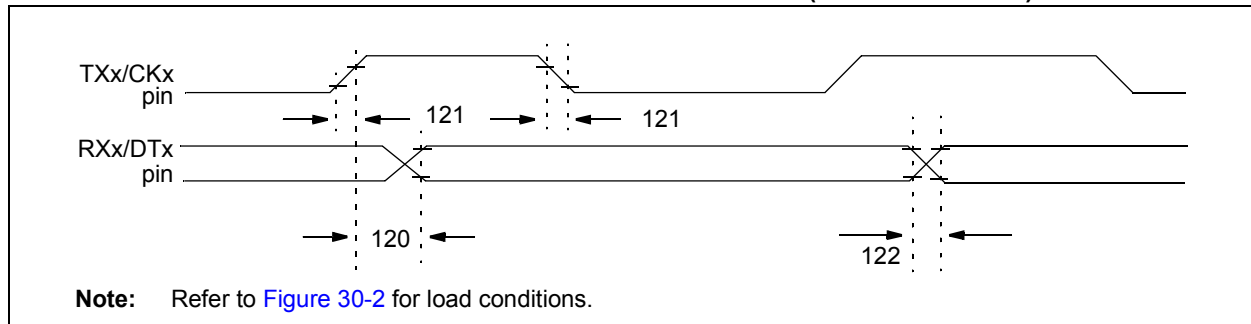 TXx/CKx
pin
121
121
RXx/DTx
pin
120
122
Note: Refer to Figure 30-2 for load conditions.